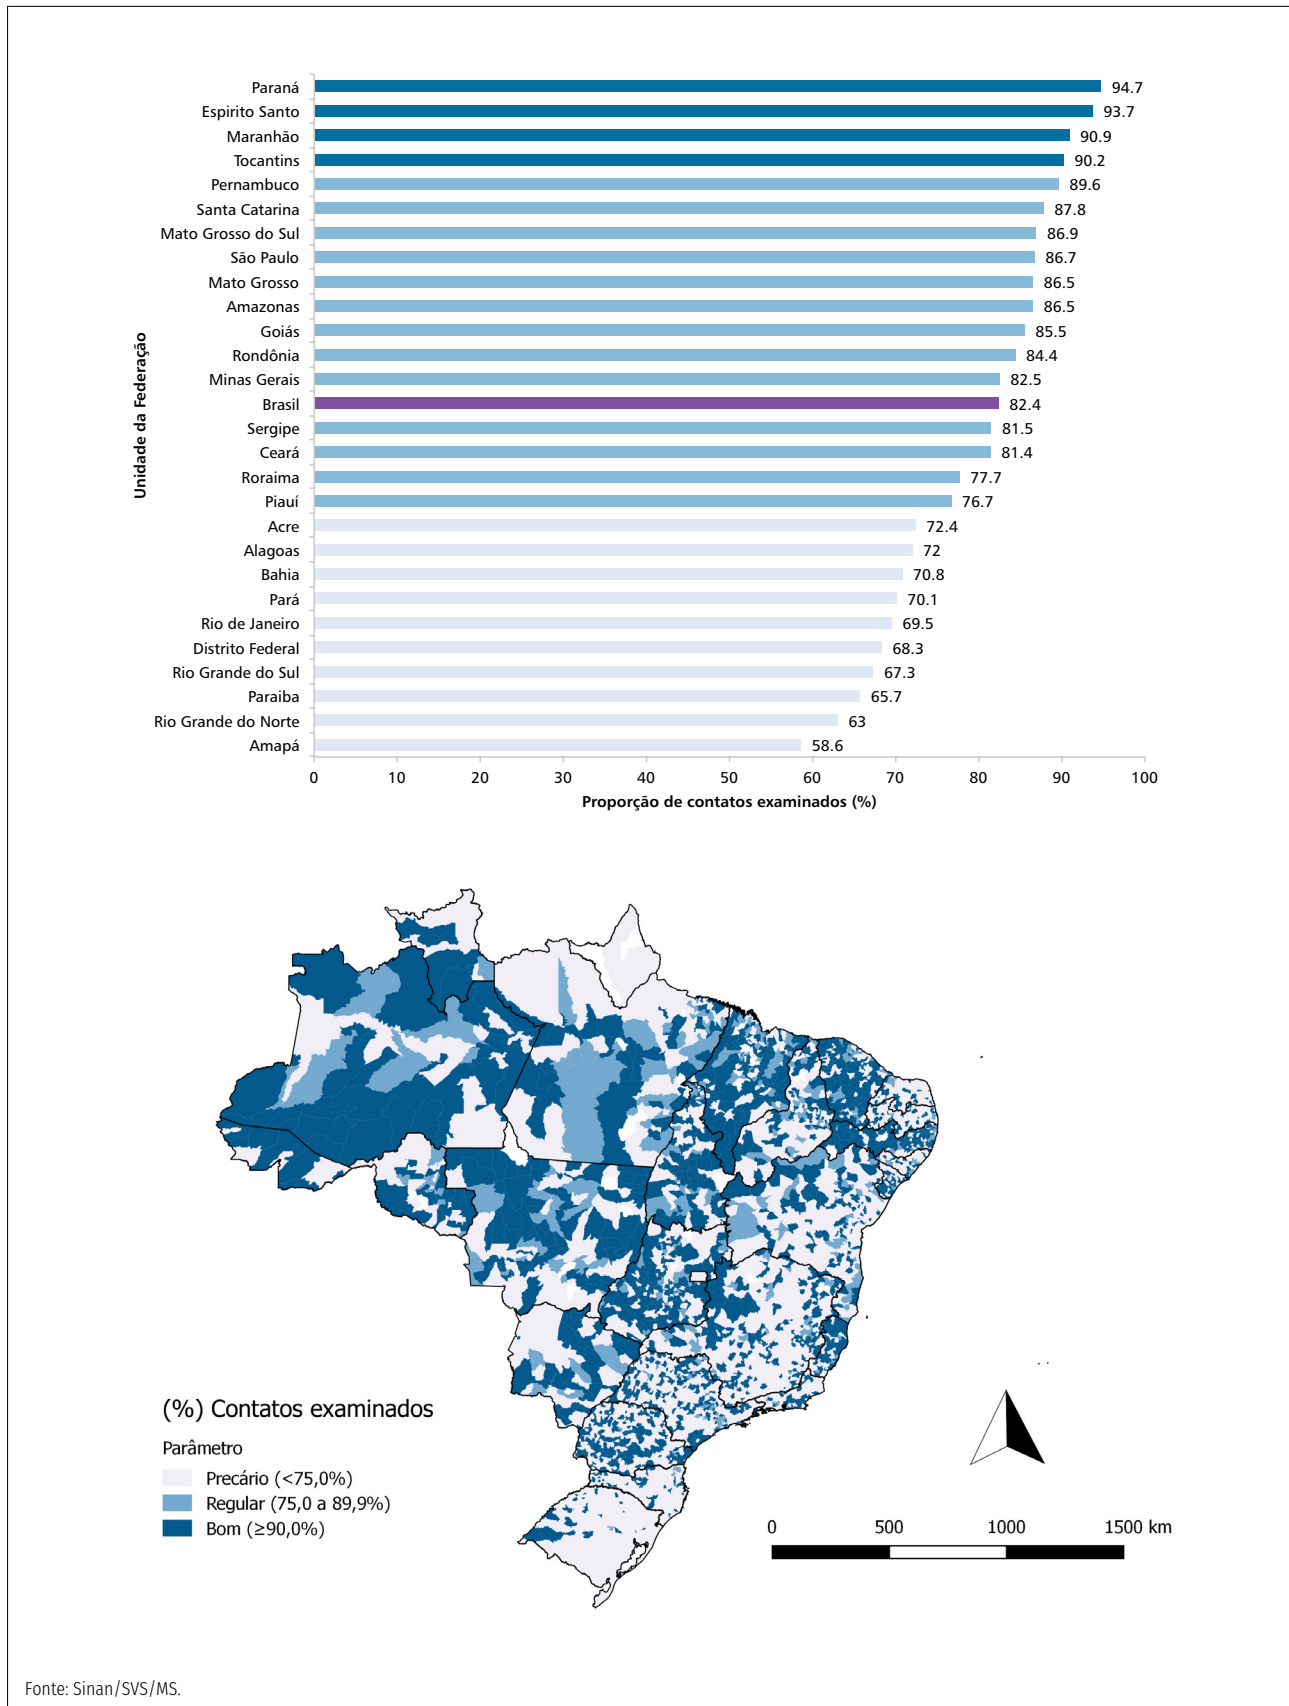 Unidade da Federação
Paraná 94.7
Espirito Santo 93.7
Maranhão 90.9
Tocantins 90.2
Pernambuco 89.6
Santa Catarina 87.8
Mato Grosso do Sul 86.9
São Paulo 86.7
Mato Grosso 86.5
Amazonas 86.5
Goiás 85.5
Rondônia 84.4
Minas Gerais 82.5
Brasil 82.4
Sergipe 81.5
Ceará 81.4
Roraima 77.7
Piauí 76.7
Acre 72.4
Alagoas 72
Bahia 70.8
Pará 70.1
Rio de Janeiro 69.5
Distrito Federal 68.3
Rio Grande do Sul 67.3
Paraiba 65.7
Rio Grande do Norte 63
Amapá 58.6
0 10 20 30 40 50 60 70 80 90 100
Proporção de contatos examinados (%)
(%) Contatos examinados
Parâmetro
Precário (<75,0%)
Regular (75,0 a 89,9%)
Bom (≥90,0%)
0 500 1000 1500 km
Fonte: Sinan/SVS/MS.